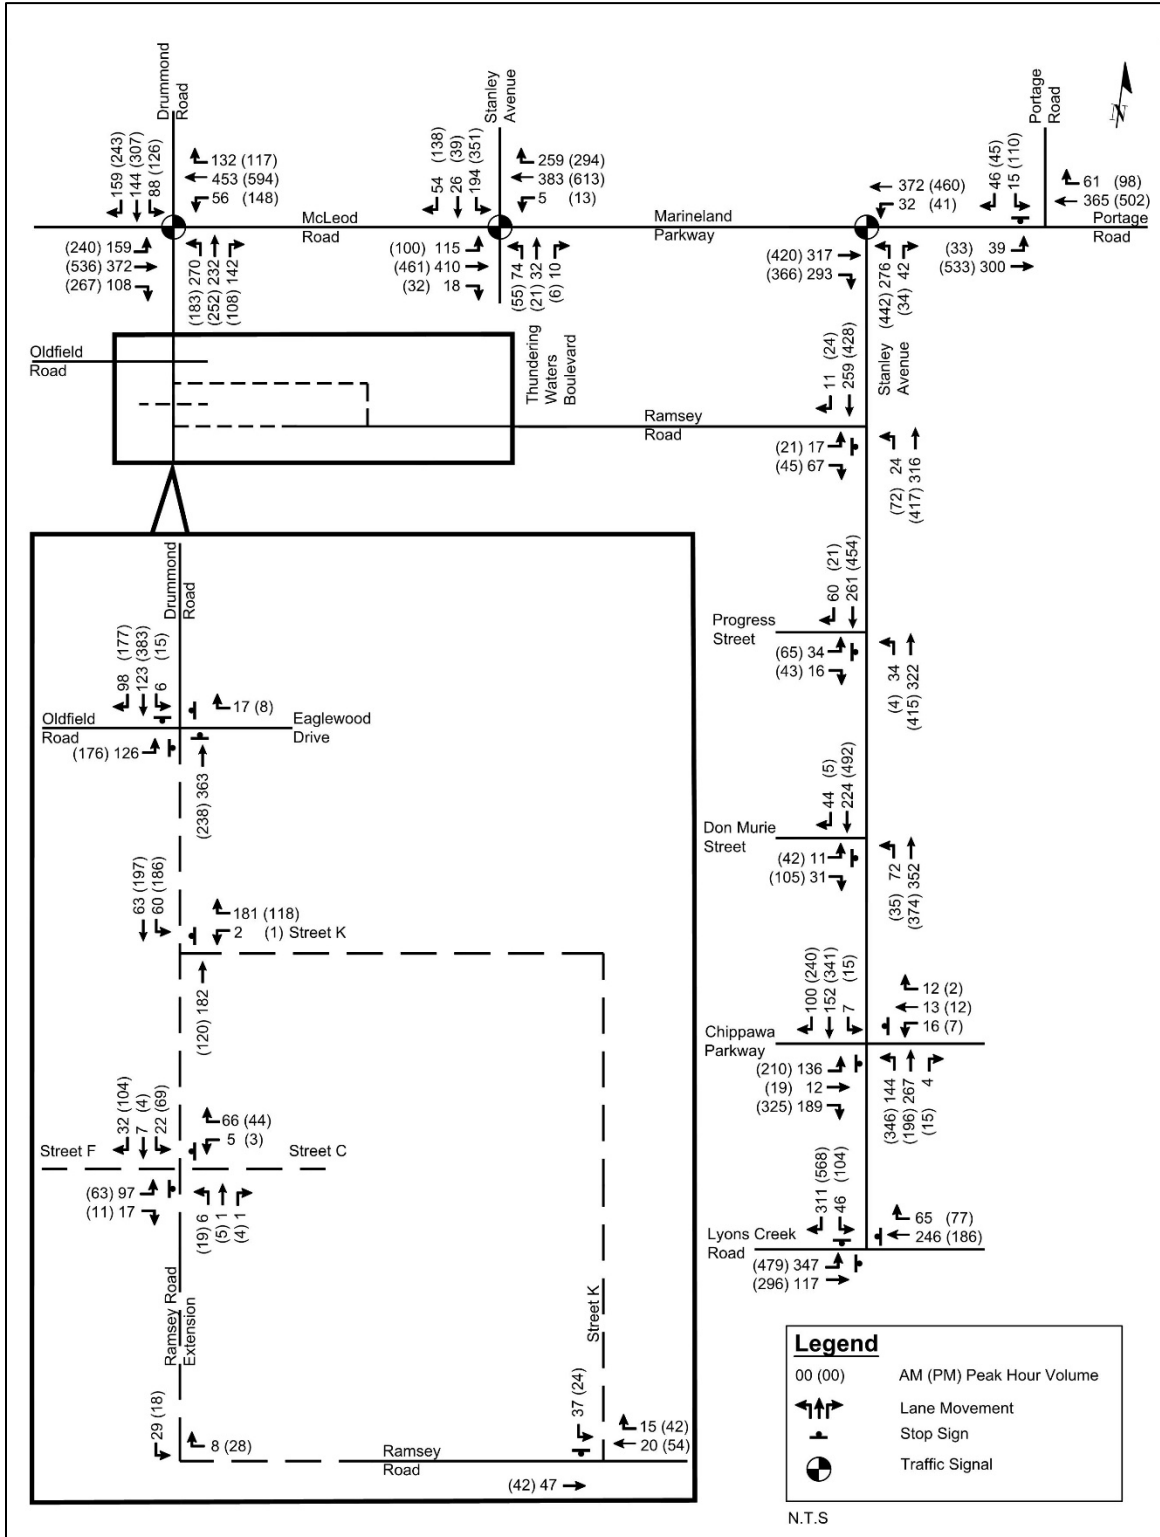 Drummond
Road
Stanley
Avenue
Portage
Road
N
159 (243)
144 (307)
88 (126)
132 (117)
453 (594)
56 (148)
54 (138)
26 (39)
194 (351)
259 (294)
383 (613)
5 (13)
372 (460)
32 (41)
46 (45)
15 (110)
61 (98)
365 (502)
McLeod
Road
Marineland
Parkway
Portage
Road
(240) 159
(536) 372
(267) 108
(183) 270
(252) 232
(108) 142
(100) 115
(461) 410
(32) 18
(55) 74
(21) 32
(6) 10
(420) 317
(366) 293
(442) 276
(34) 42
(33) 39
(533) 300
Oldfield
Road
Thundering
Waters
Boulevard
Stanley
Avenue
11 (24)
259 (428)
Ramsey
Road
(21) 17
(45) 67
(72) 24
(417) 316
60 (21)
261 (454)
Progress
Street
(65) 34
(43) 16
(4) 34
(415) 322
44 (5)
224 (492)
Don Murie
Street
(42) 11
(105) 31
(35) 72
(374) 352
100 (240)
152 (341)
7 (15)
12 (2)
13 (12)
16 (7)
Chippawa
Parkway
(210) 136
(19) 12
(325) 189
(346) 144
(196) 267
(15) 4
311 (568)
46 (104)
65 (77)
246 (186)
Lyons Creek
Road
(479) 347
(296) 117
Drummond
Road
98 (177)
123 (383)
6 (15)
17 (8)
Oldfield
Road
Eaglewood
Drive
(176) 126
(238) 363
63 (197)
60 (186)
181 (118)
2 (1) Street K
(120) 182
32 (104)
7 (4)
22 (69)
66 (44)
5 (3)
Street F
Street C
(63) 97
(11) 17
(19) 6
(5) 1
(4) 1
Ramsey Road
Extension
Street K
29 (18)
8 (28)
37 (24)
15 (42)
20 (54)
Ramsey
Road
(42) 47
Legend
00 (00) AM (PM) Peak Hour Volume
Lane Movement
Stop Sign
Traffic Signal
N.T.S